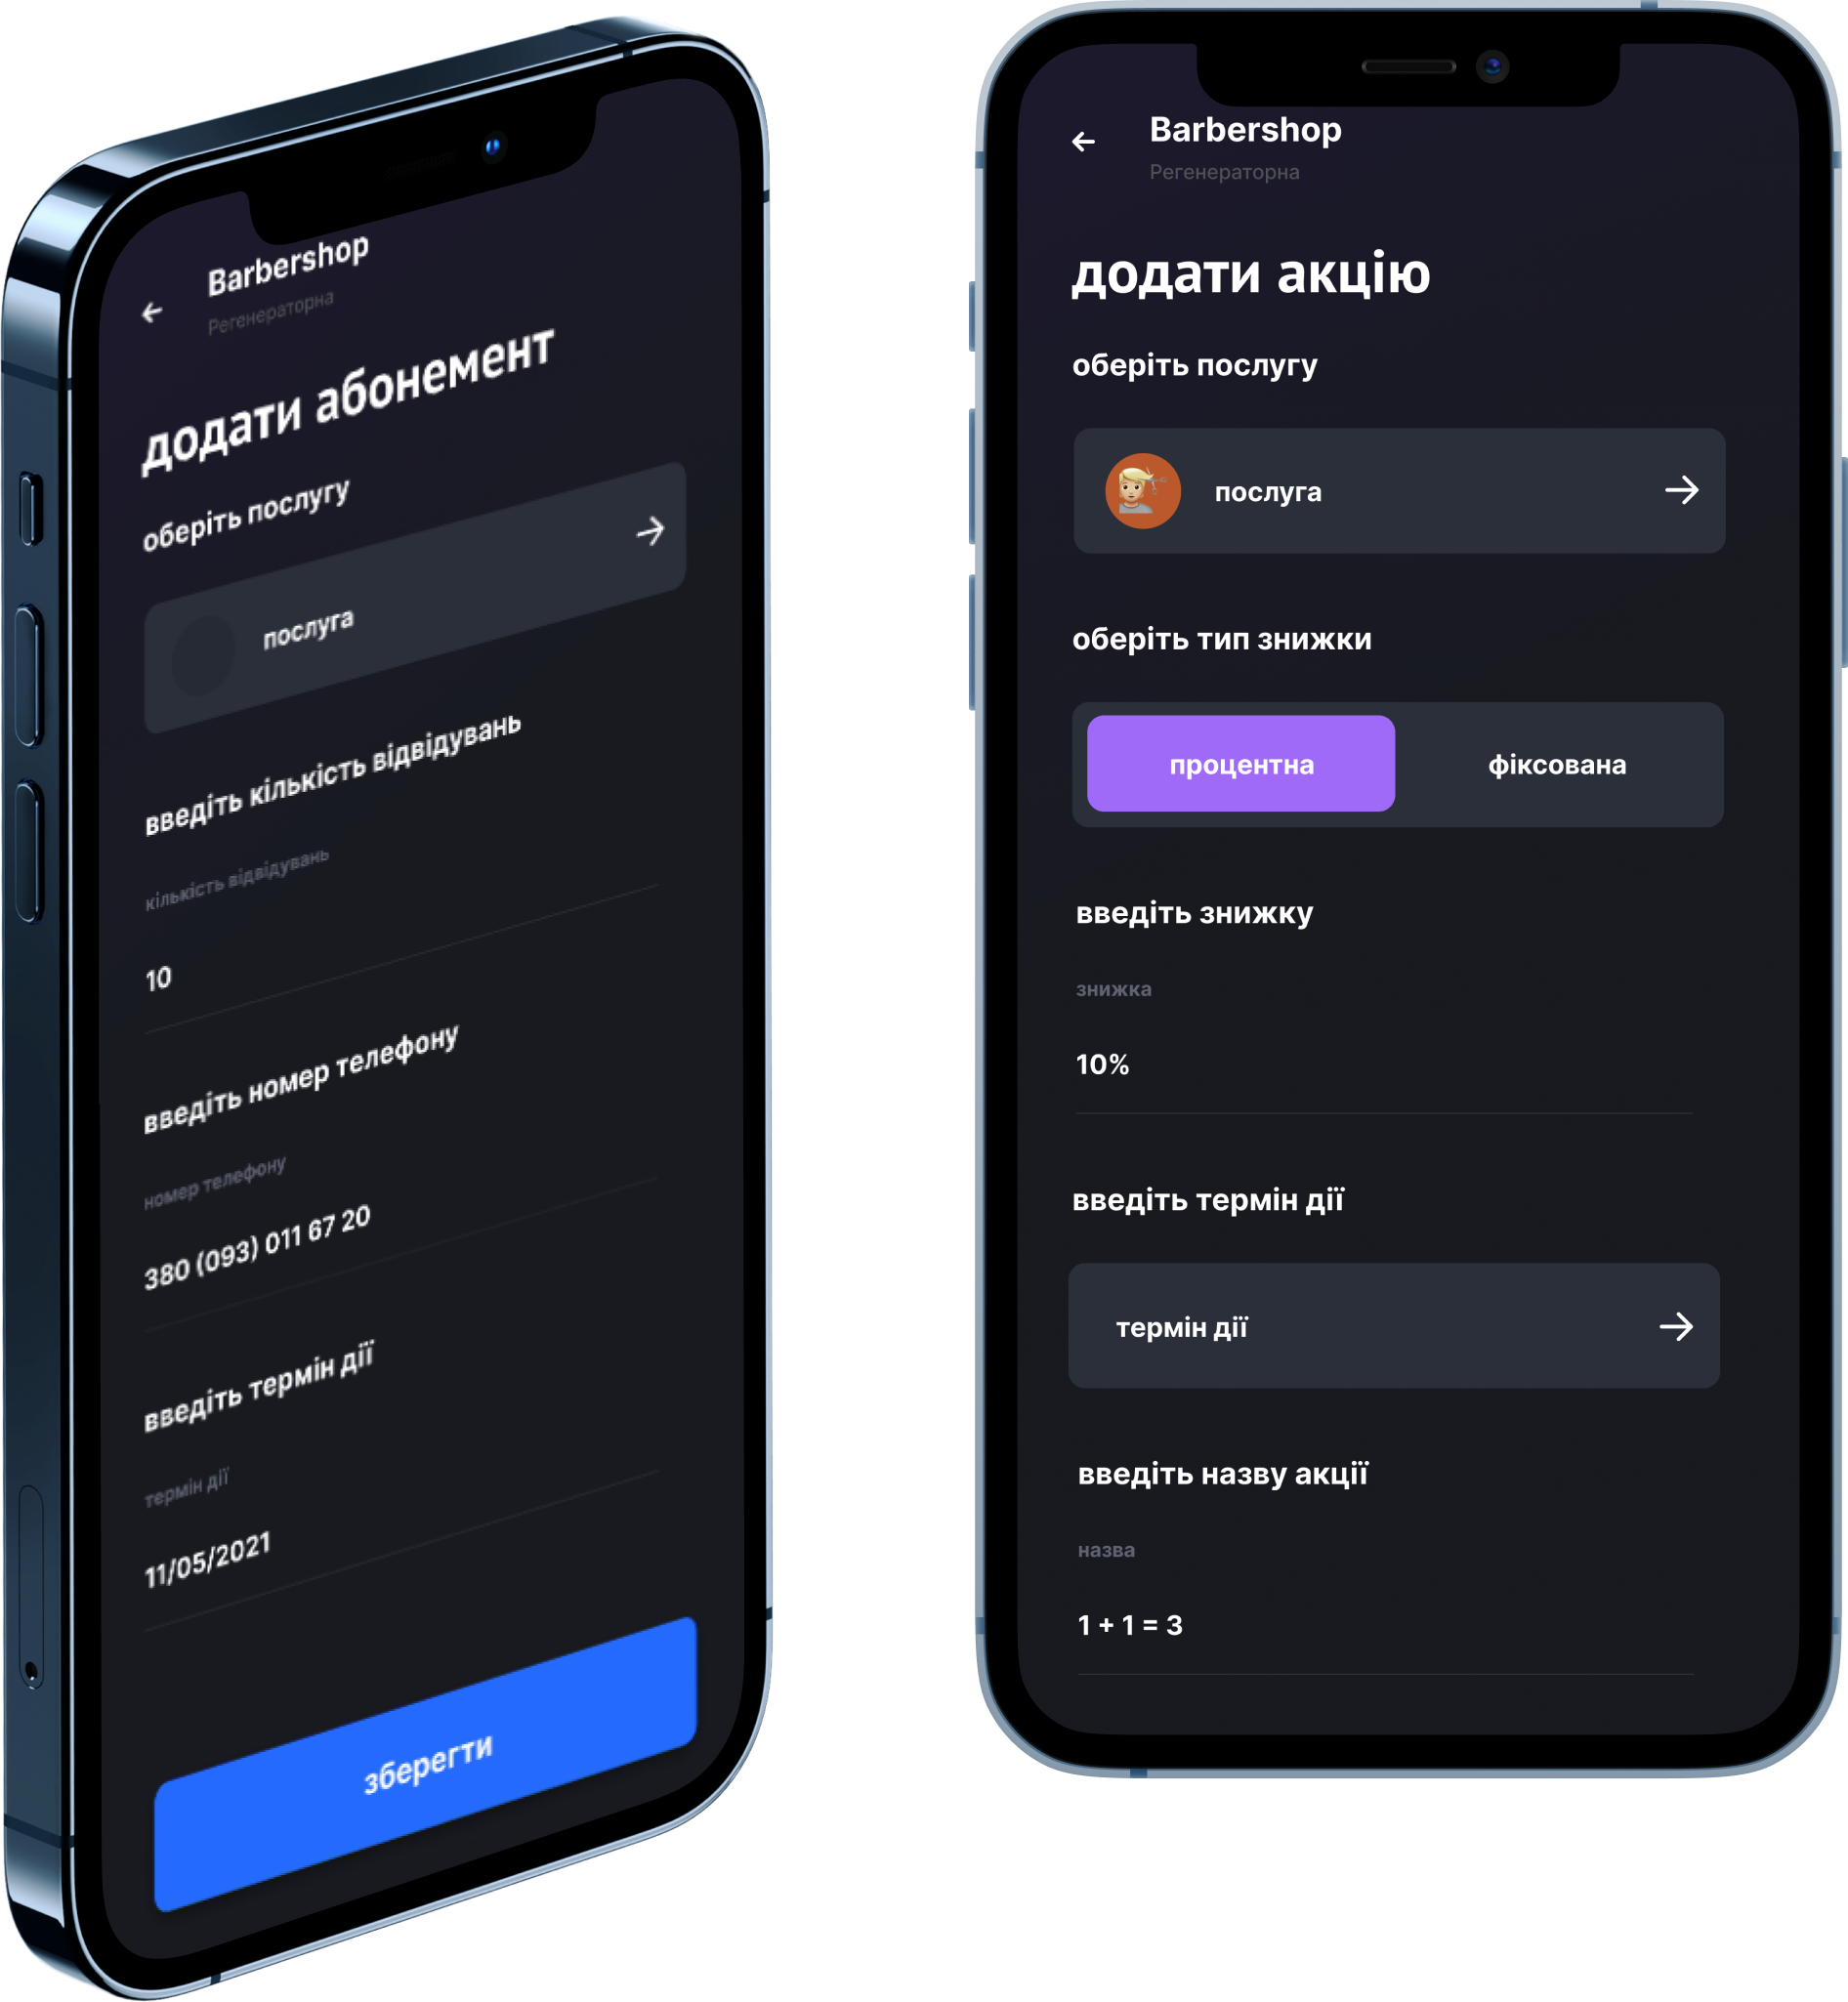 Barbershop
Регенераторна
додати абонемент
оберіть послугу
послуга
введіть кількість відвідувань
кількість відвідувань
10
введіть номер телефону
номер телефону
380 (093) 011 67 20
введіть термін дії
термін дії
11/05/2021
зберегти
Barbershop
Регенераторна
додати акцію
оберіть послугу
послуга
оберіть тип знижки
процентна фіксована
введіть знижку
знижка
10%
введіть термін дії
термін дії
введіть назву акції
назва
1 + 1 = 3